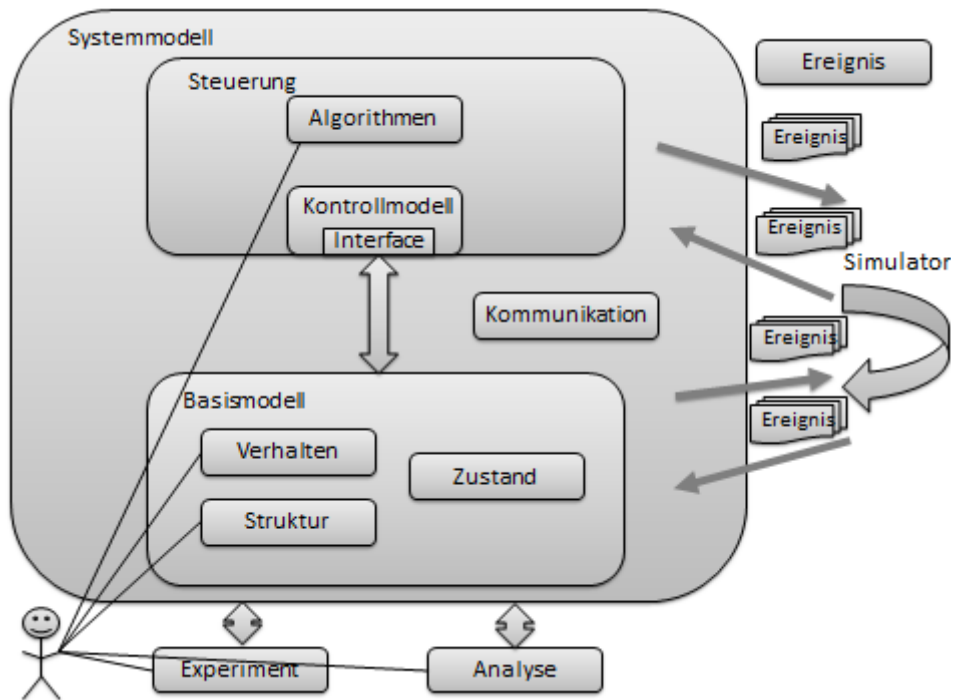 Systemmodell
Steuerung
Algorithmen
Kontrollmodell
Interface
Kommunikation
Basismodell
Verhalten
Zustand
Struktur
Experiment
Analyse
Ereignis
Ereignis
Ereignis
Simulator
Ereignis
Ereignis